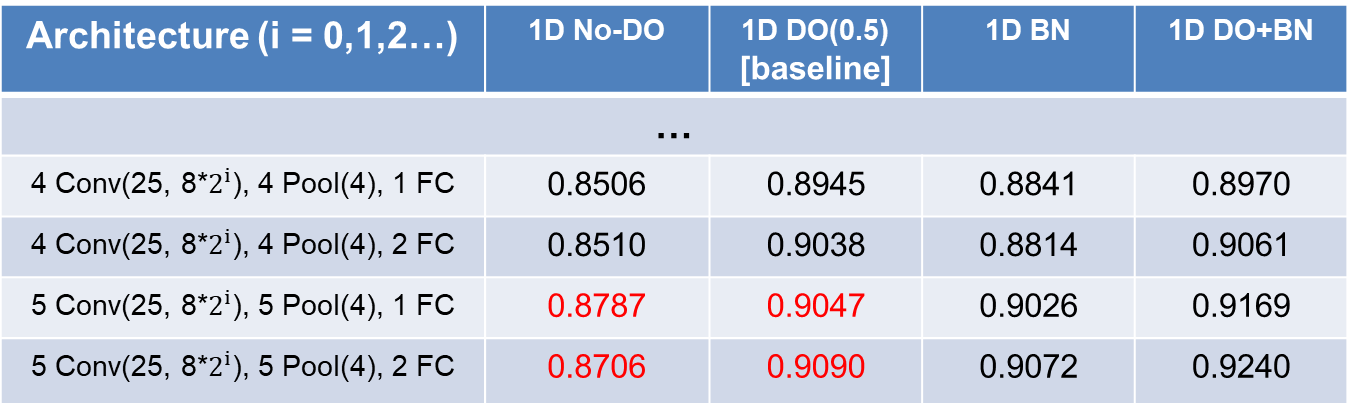 Architecture (i = 0,1,2…) 1D No-DO 1D DO(0.5) 1D BN 1D DO+BN
[baseline]
…
4 Conv(25, 8*2ⁱ), 4 Pool(4), 1 FC 0.8506 0.8945 0.8841 0.8970
4 Conv(25, 8*2ⁱ), 4 Pool(4), 2 FC 0.8510 0.9038 0.8814 0.9061
5 Conv(25, 8*2ⁱ), 5 Pool(4), 1 FC 0.8787 0.9047 0.9026 0.9169
5 Conv(25, 8*2ⁱ), 5 Pool(4), 2 FC 0.8706 0.9090 0.9072 0.9240